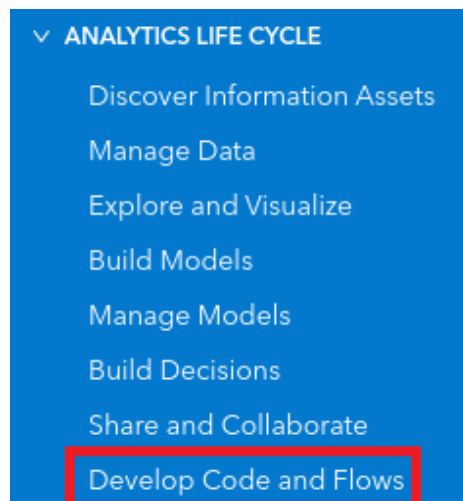 ANALYTICS LIFE CYCLE
Discover Information Assets
Manage Data
Explore and Visualize
Build Models
Manage Models
Build Decisions
Share and Collaborate
Develop Code and Flows